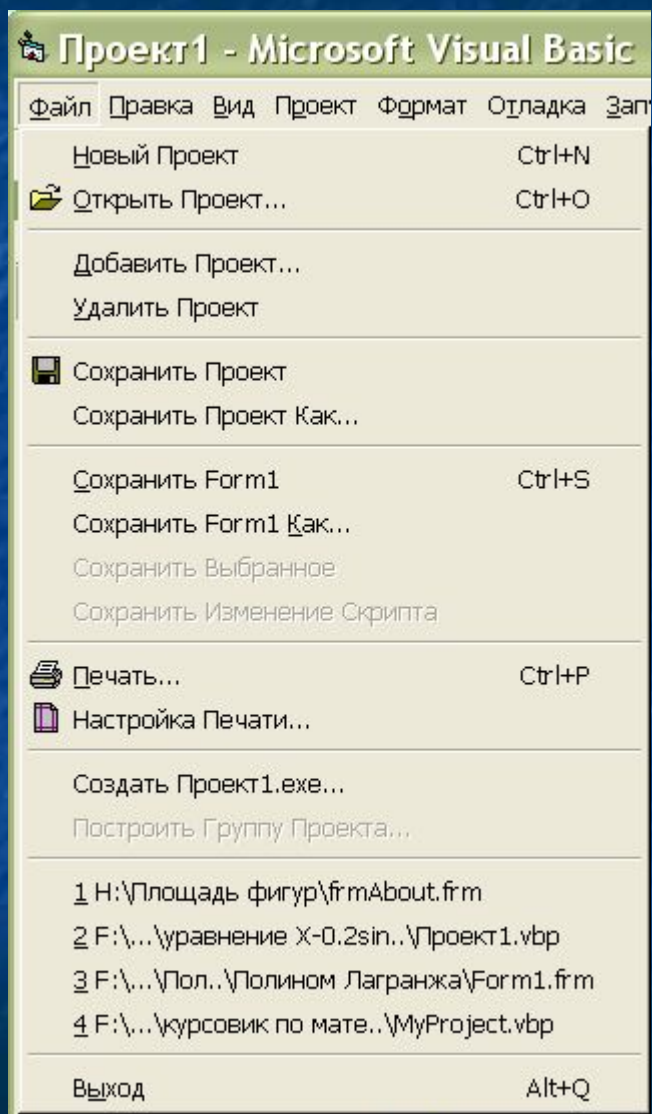 Проект1 - Microsoft Visual Basic
Файл Правка Вид Проект Формат Отладка
Новый Проект Ctrl+N
Открыть Проект... Ctrl+O
Добавить Проект...
Удалить Проект
Сохранить Проект
Сохранить Проект Как...
Сохранить Form1 Ctrl+S
Сохранить Form1 Как...
Сохранить Выбранное
Сохранить Изменение Скрипта
Печать... Ctrl+P
Настройка Печати...
Создать Проект1.exe...
Построить Группу Проекта...
1 H:\Площадь фигур\frmAbout.frm
2 F:\...\уравнение X-0.2sin..\Проект1.vbp
3 F:\...\Пол..\Полином Лагранжа\Form1.frm
4 F:\...\курсовик по мате..\MyProject.vbp
Выход Alt+Q